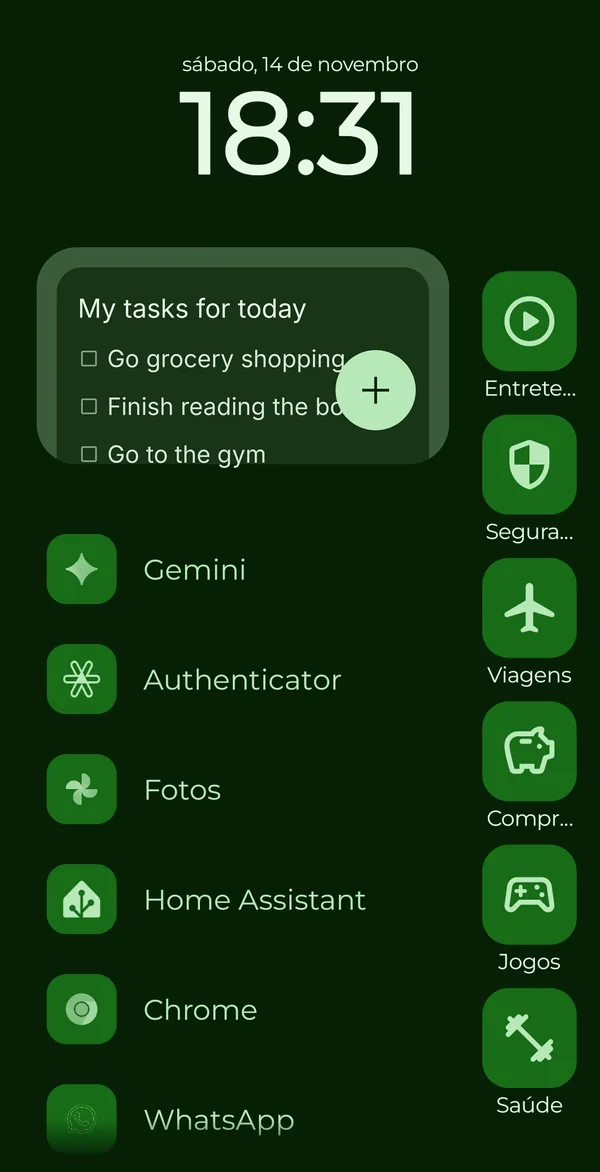 sábado, 14 de novembro
18:31
My tasks for today
Go grocery shopping
Finish reading the bo
Go to the gym
Gemini
Authenticator
Fotos
Home Assistant
Chrome
WhatsApp
Entrete...
Segura...
Viagens
Compr...
Jogos
Saúde